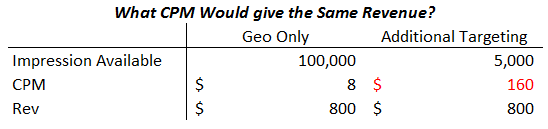 What CPM Would give the Same Revenue?
Geo Only Additional Targeting
Impression Available 100,000 5,000
CPM $ 8 $ 160
Rev $ 800 $ 800